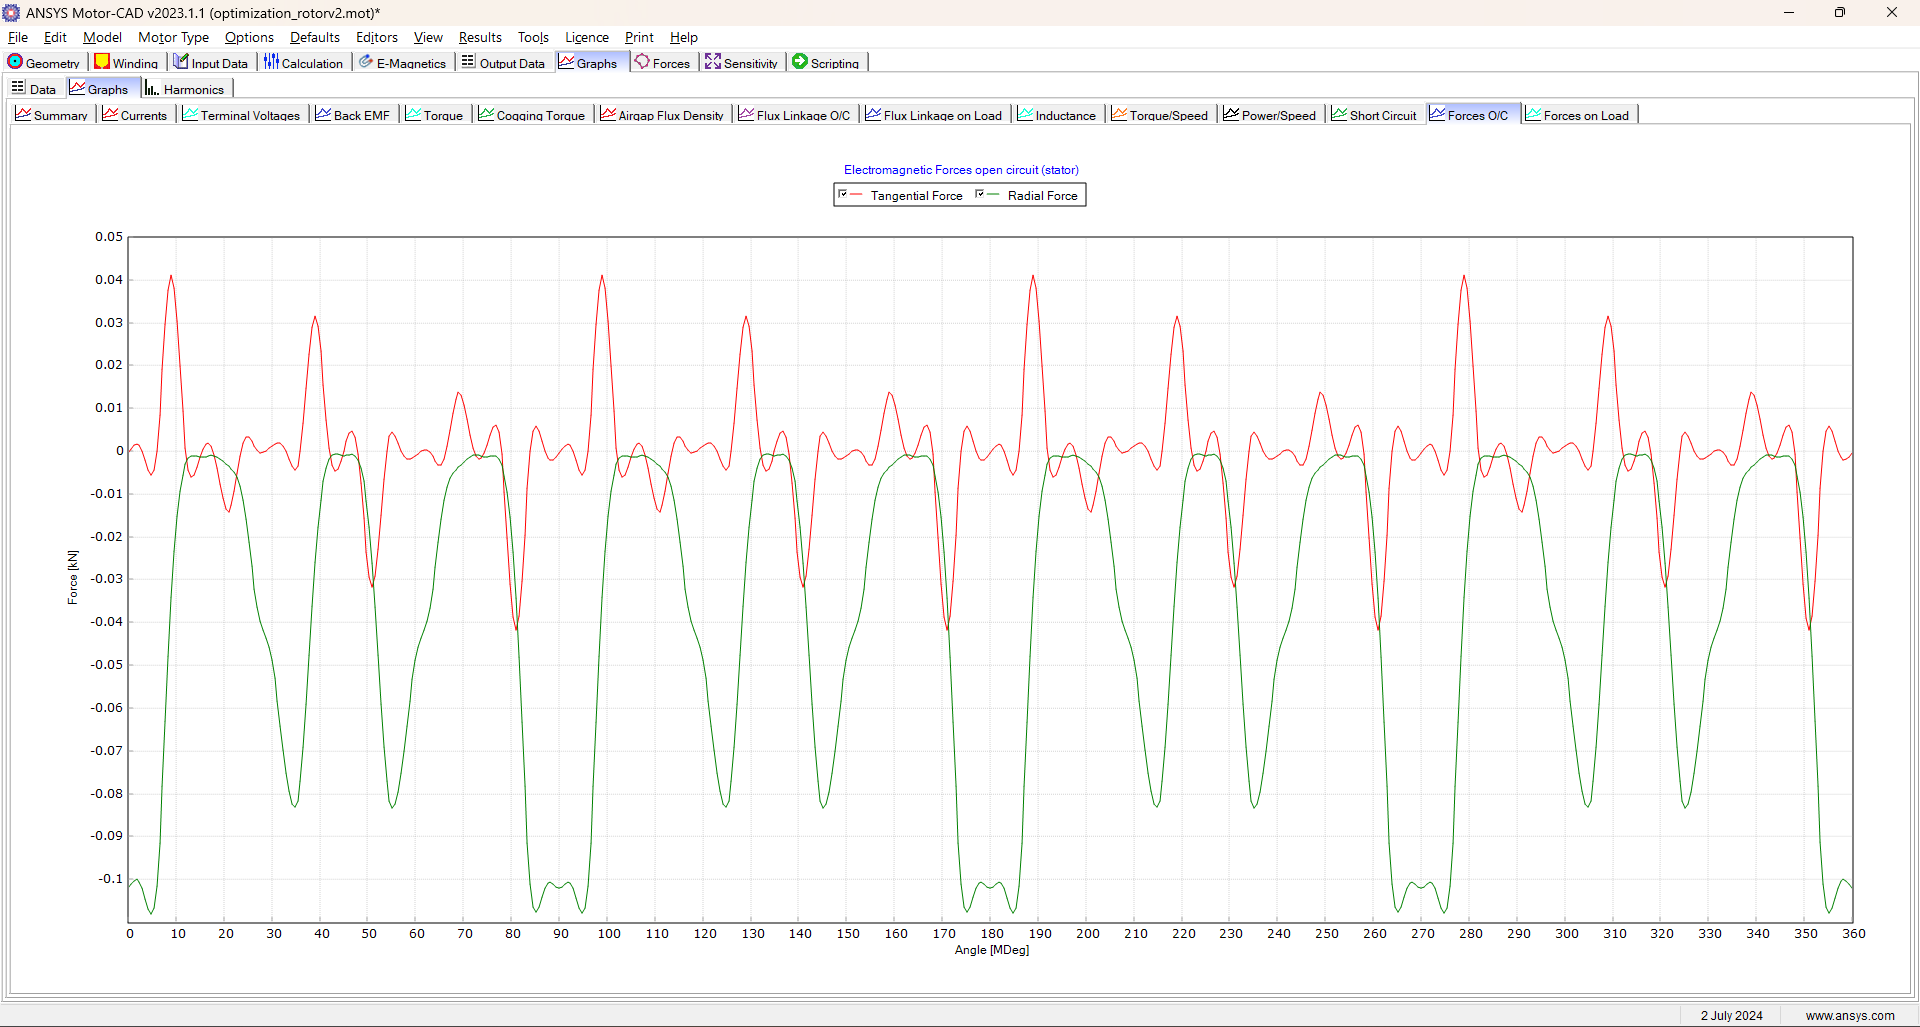 ANSYS Motor-CAD v2023.1.1 (optimization_rotorv2.mot)*
File Edit Model Motor Type Options Defaults Editors View Results Tools Licence Print Help
Geometry Winding Input Data Calculation E-Magnetics Output Data Graphs Forces Sensitivity Scripting
Data Graphs Harmonics
Summary Currents Terminal Voltages Back EMF Torque Cogging Torque Airgap Flux Density Flux Linkage O/C Flux Linkage on Load Inductance Torque/Speed Power/Speed Short Circuit Forces O/C Forces on Load
Electromagnetic Forces open circuit (stator)
Tangential Force Radial Force
0.05
0.04
0.03
0.02
0.01
0
-0.01
-0.02
-0.03
-0.04
-0.05
-0.06
-0.07
-0.08
-0.09
-0.1
Force [kN]
0 10 20 30 40 50 60 70 80 90 100 110 120 130 140 150 160 170 180 190 200 210 220 230 240 250 260 270 280 290 300 310 320 330 340 350 360
Angle [MDeg]
2 July 2024 www.ansys.com